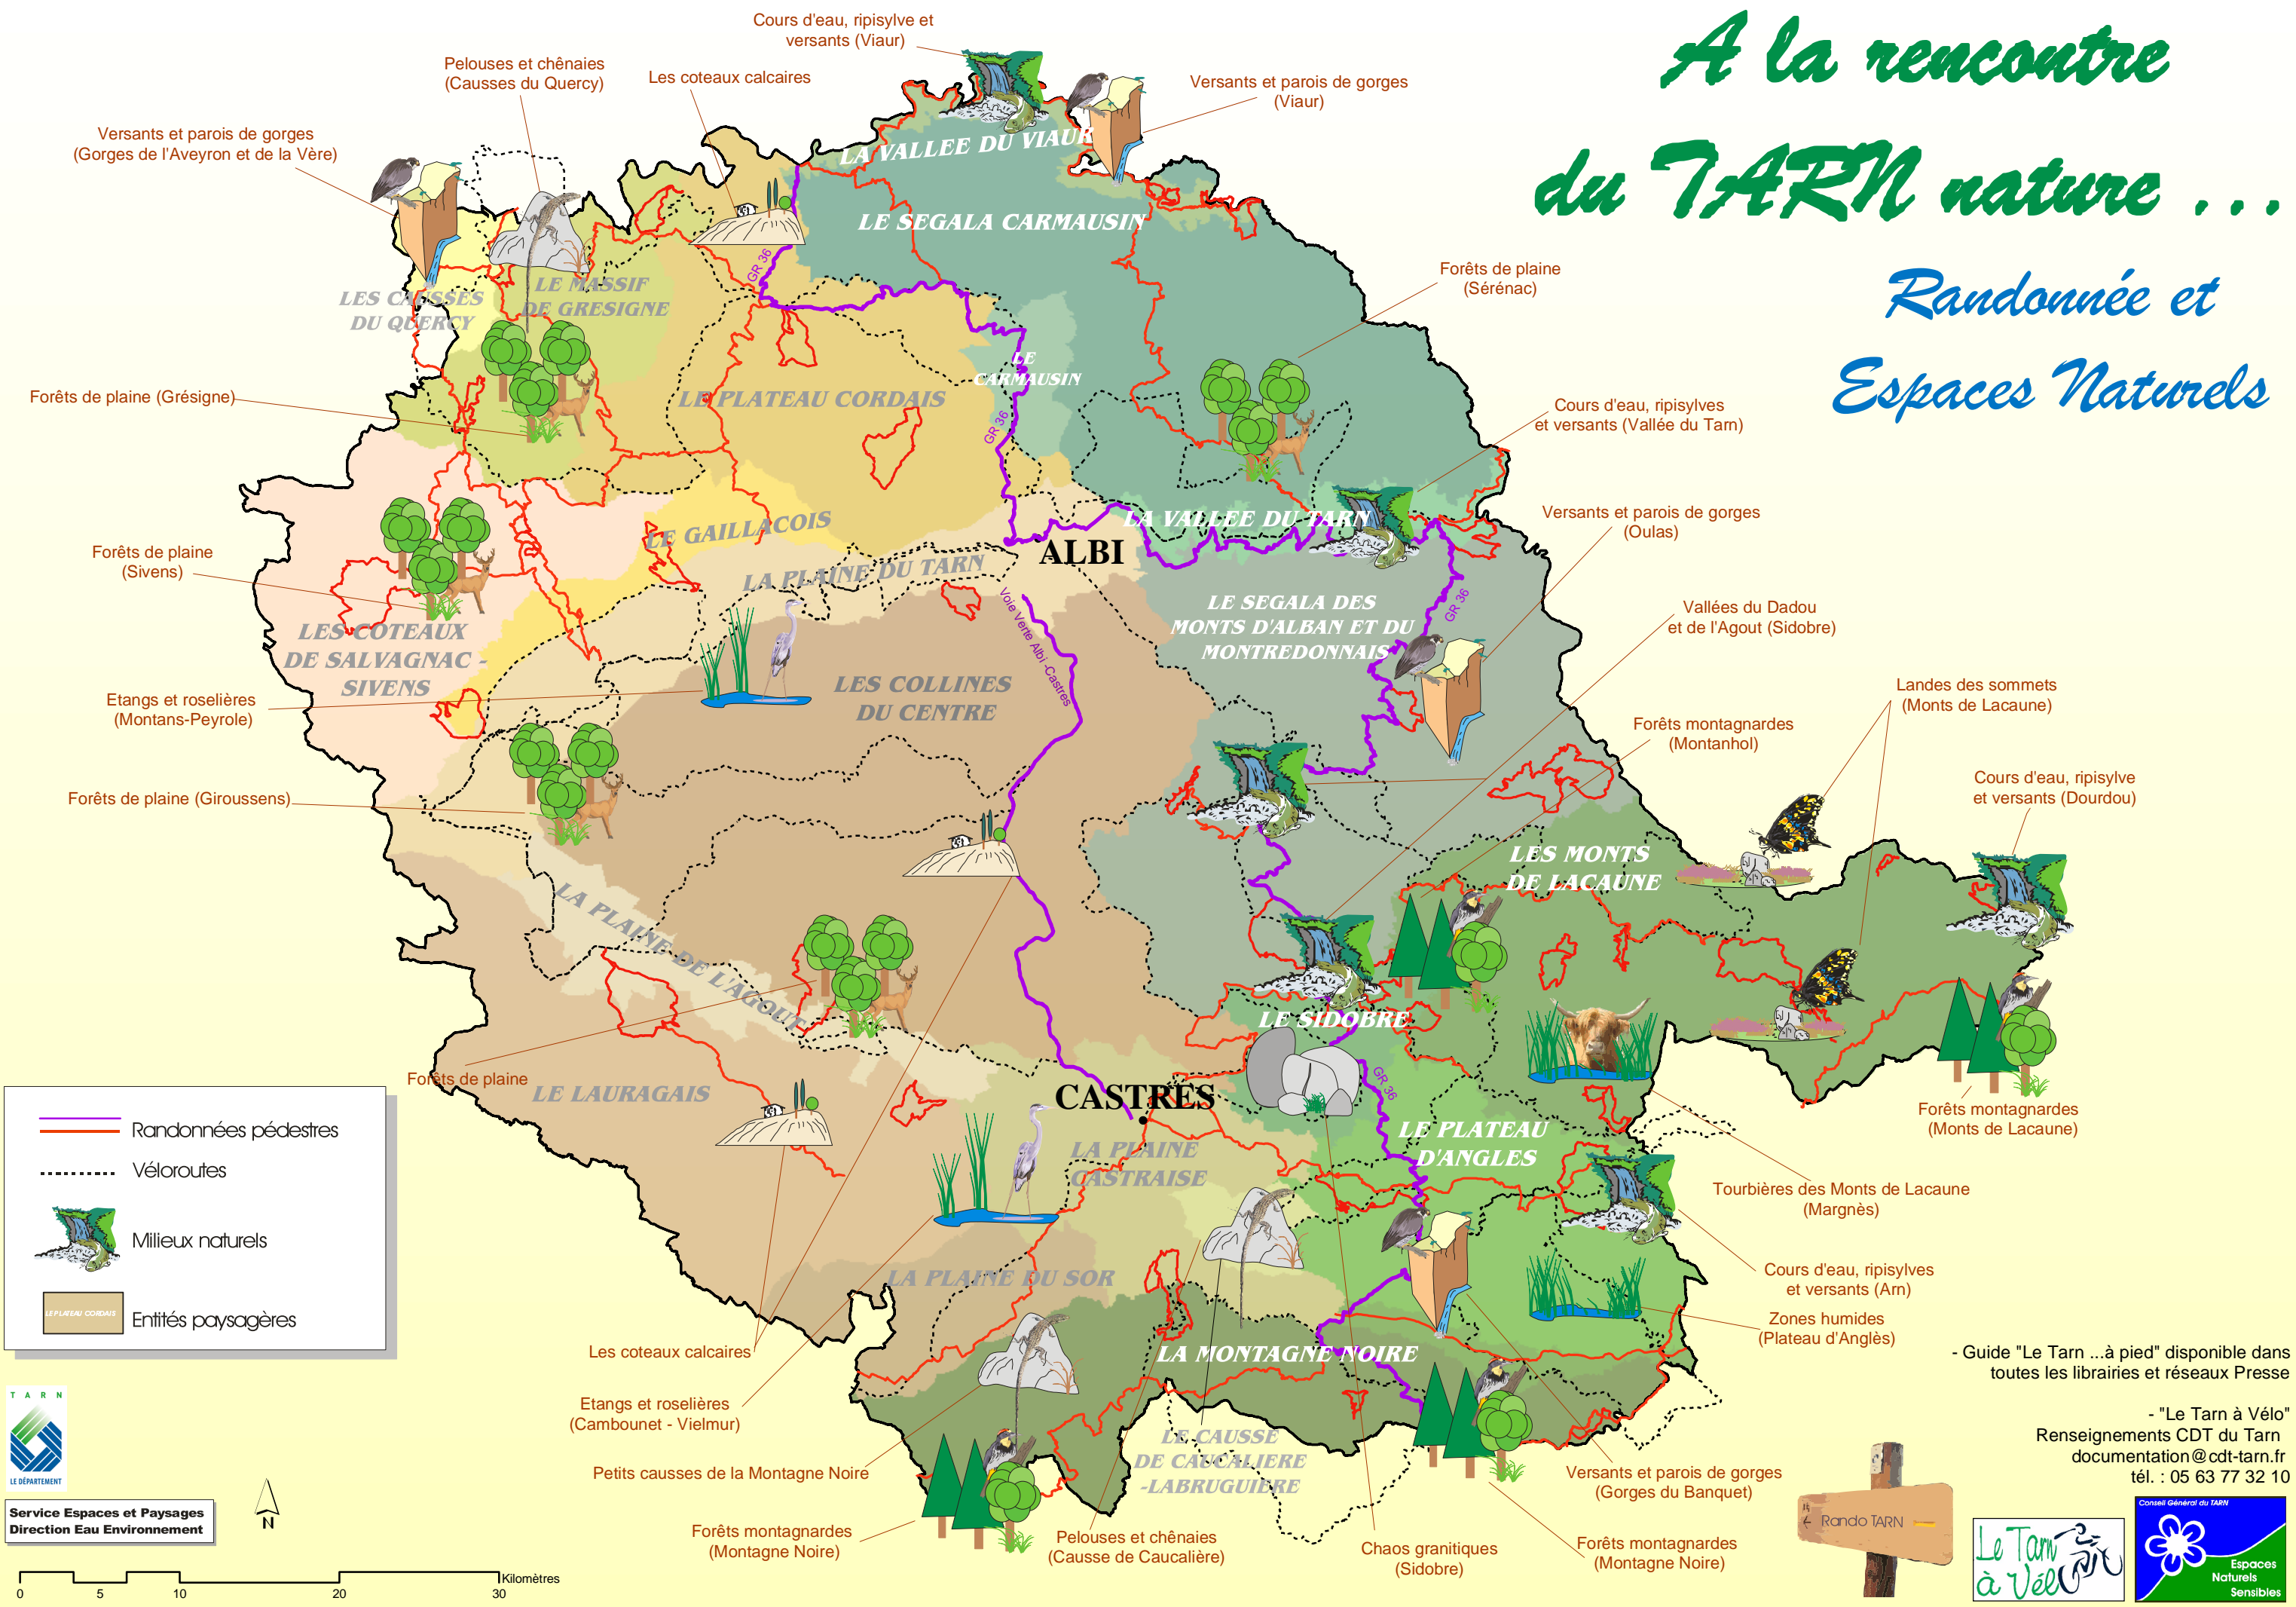 A la rencontre
du TARN nature ...
Randonnée et
Espaces Naturels
Cours d'eau, ripisylve et
versants (Viaur)
Pelouses et chênaies
(Causses du Quercy)
Les coteaux calcaires
Versants et parois de gorges
(Viaur)
Versants et parois de gorges
(Gorges de l'Aveyron et de la Vère)
LA VALLEE DU VIAUR
LE SEGALA CARMAUSIN
Forêts de plaine
(Sérénac)
GR 36
LES CAUSSES
DU QUERCY
LE MASSIF
DE GRESIGNE
LE
CARMAUSIN
Forêts de plaine (Grésigne)
LE PLATEAU CORDAIS
GR 36
Cours d'eau, ripisylves
et versants (Vallée du Tarn)
LE GAILLACOIS
LA VALLEE DU TARN
Versants et parois de gorges
(Oulas)
ALBI
Forêts de plaine
(Sivens)
LA PLAINE DU TARN
Voie Verte Albi -Castres
LE SEGALA DES
MONTS D'ALBAN ET DU
MONTREDONNAIS
GR 36
Vallées du Dadou
et de l'Agout (Sidobre)
LES COTEAUX
DE SALVAGNAC -
SIVENS
Etangs et roselières
(Montans-Peyrole)
LES COLLINES
DU CENTRE
Landes des sommets
(Monts de Lacaune)
Forêts montagnardes
(Montanhol)
Cours d'eau, ripisylve
et versants (Dourdou)
Forêts de plaine (Giroussens)
LES MONTS
DE LACAUNE
LA PLAINE DE L'AGOUT
LE SIDOBRE
Forêts de plaine
LE LAURAGAIS
CASTRES
GR 36
LE PLATEAU
D'ANGLES
Forêts montagnardes
(Monts de Lacaune)
LA PLAINE
CASTRAISE
Tourbières des Monts de Lacaune
(Margnès)
Randonnées pédestres
Véloroutes
Milieux naturels
LE PLATEAU CORDAIS
Entités paysagères
LA PLAINE DU SOR
Cours d'eau, ripisylves
et versants (Arn)
Zones humides
(Plateau d'Anglès)
Les coteaux calcaires
LA MONTAGNE NOIRE
Etangs et roselières
(Cambounet - Vielmur)
LE CAUSSE
DE CAUCALIERE
-LABRUGUIERE
Petits causses de la Montagne Noire
Versants et parois de gorges
(Gorges du Banquet)
Forêts montagnardes
(Montagne Noire)
Pelouses et chênaies
(Causse de Caucalière)
Chaos granitiques
(Sidobre)
Forêts montagnardes
(Montagne Noire)
- Guide "Le Tarn ...à pied" disponible dans
toutes les librairies et réseaux Presse
- "Le Tarn à Vélo"
Renseignements CDT du Tarn
documentation@cdt-tarn.fr
tél. : 05 63 77 32 10
TARN
LE DÉPARTEMENT
Service Espaces et Paysages
Direction Eau Environnement
N
Kilomètres
0 5 10 20 30
← Rando TARN
Le Tarn
à Vélo
Conseil Général du TARN
Espaces
Naturels
Sensibles